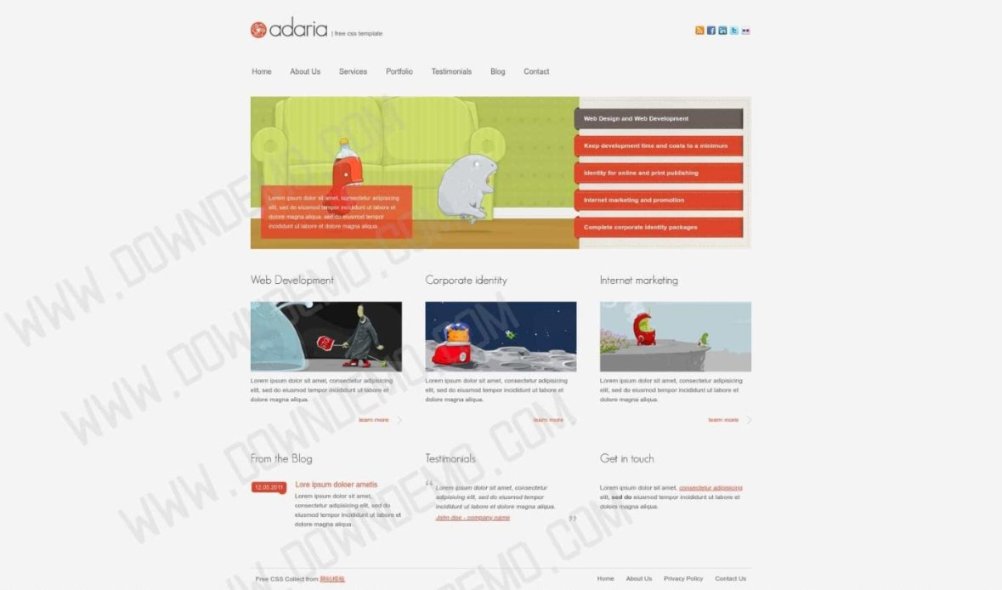 adaria | free css template
Home About Us Services Portfolio Testimonials Blog Contact
Web Design and Web Development
Keep development time and costs to a minimum
Identity for online and print publishing
Internet marketing and promotion
Complete corporate identity packages
Lorem ipsum dolor sit amet, consectetur adipisicing
elit, sed do eiusmod tempor incididunt ut labore et
dolore magna aliqua. Ut labore et dolore tempor
incididunt ut labore et dolore magna aliqua.
Web Development
Corporate identity
Internet marketing
Lorem ipsum dolor sit amet, consectetur adipisicing
elit, sed do eiusmod tempor incididunt ut labore et
dolore magna aliqua.
learn more
Lorem ipsum dolor sit amet, consectetur adipisicing
elit, sed do eiusmod tempor incididunt ut labore et
dolore magna aliqua.
learn more
Lorem ipsum dolor sit amet, consectetur adipisicing
elit, sed do eiusmod tempor incididunt ut labore et
dolore magna aliqua.
learn more
From the Blog
12.03.2011
Lore ipsum doloer ametis
Lorem ipsum dolor sit amet,
consectetur adipisicing elit, sed do
eiusmod tempor incididunt ut labore et
dolore magna aliqua
Testimonials
“ Lorem ipsum dolor sit amet, consectetur
adipisicing elit, sed do eiusmod tempor
incididunt ut labore et dolore magna aliqua.
John doe - company name ”
Get in touch
Lorem ipsum dolor sit amet, consectetur adipisicing
elit, sed do eiusmod tempor incididunt ut labore et
dolore magna aliqua.
Free CSS Collect from 网站模板
Home About Us Privacy Policy Contact Us
WWW.DOWNDEMO.COM
WWW.DOWNDEMO.COM
WWW.DOWNDEMO.COM
WWW.DOWNDEMO.COM